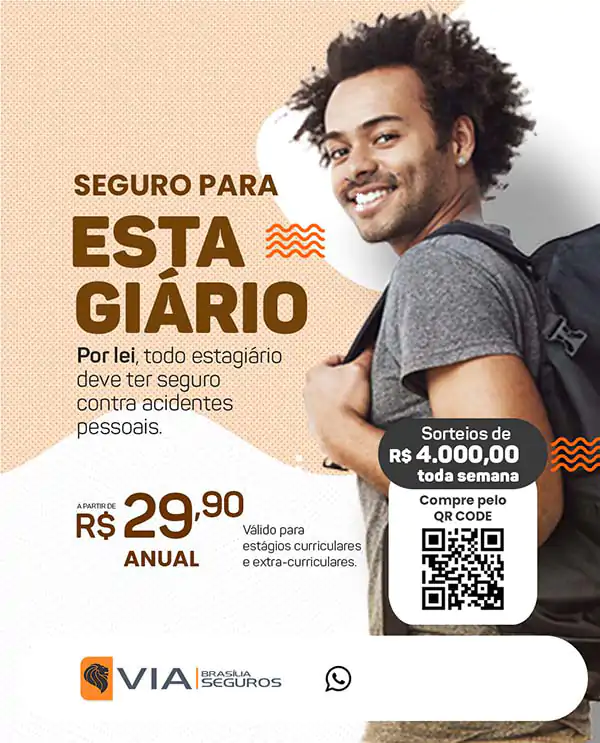 SEGURO PARA
ESTA
GIÁRIO
Por lei, todo estagiário
deve ter seguro
contra acidentes
pessoais.
Sorteios de
R$ 4.000,00
toda semana
Compre pelo
QR CODE
A PARTIR DE
R$ 29,90
ANUAL
Válido para
estágios curriculares
e extra-curriculares.
VIA BRASÍLIA
SEGUROS